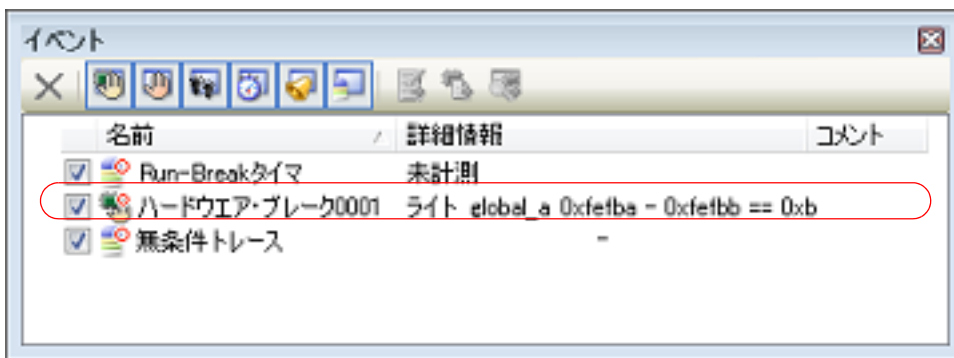 イベント
名前 詳細情報 コメント
Run-Breakタイマ 未計測
ハードウエア・ブレーク0001 ライト global_a 0xfefba - 0xfefbb == 0xb
無条件トレース -